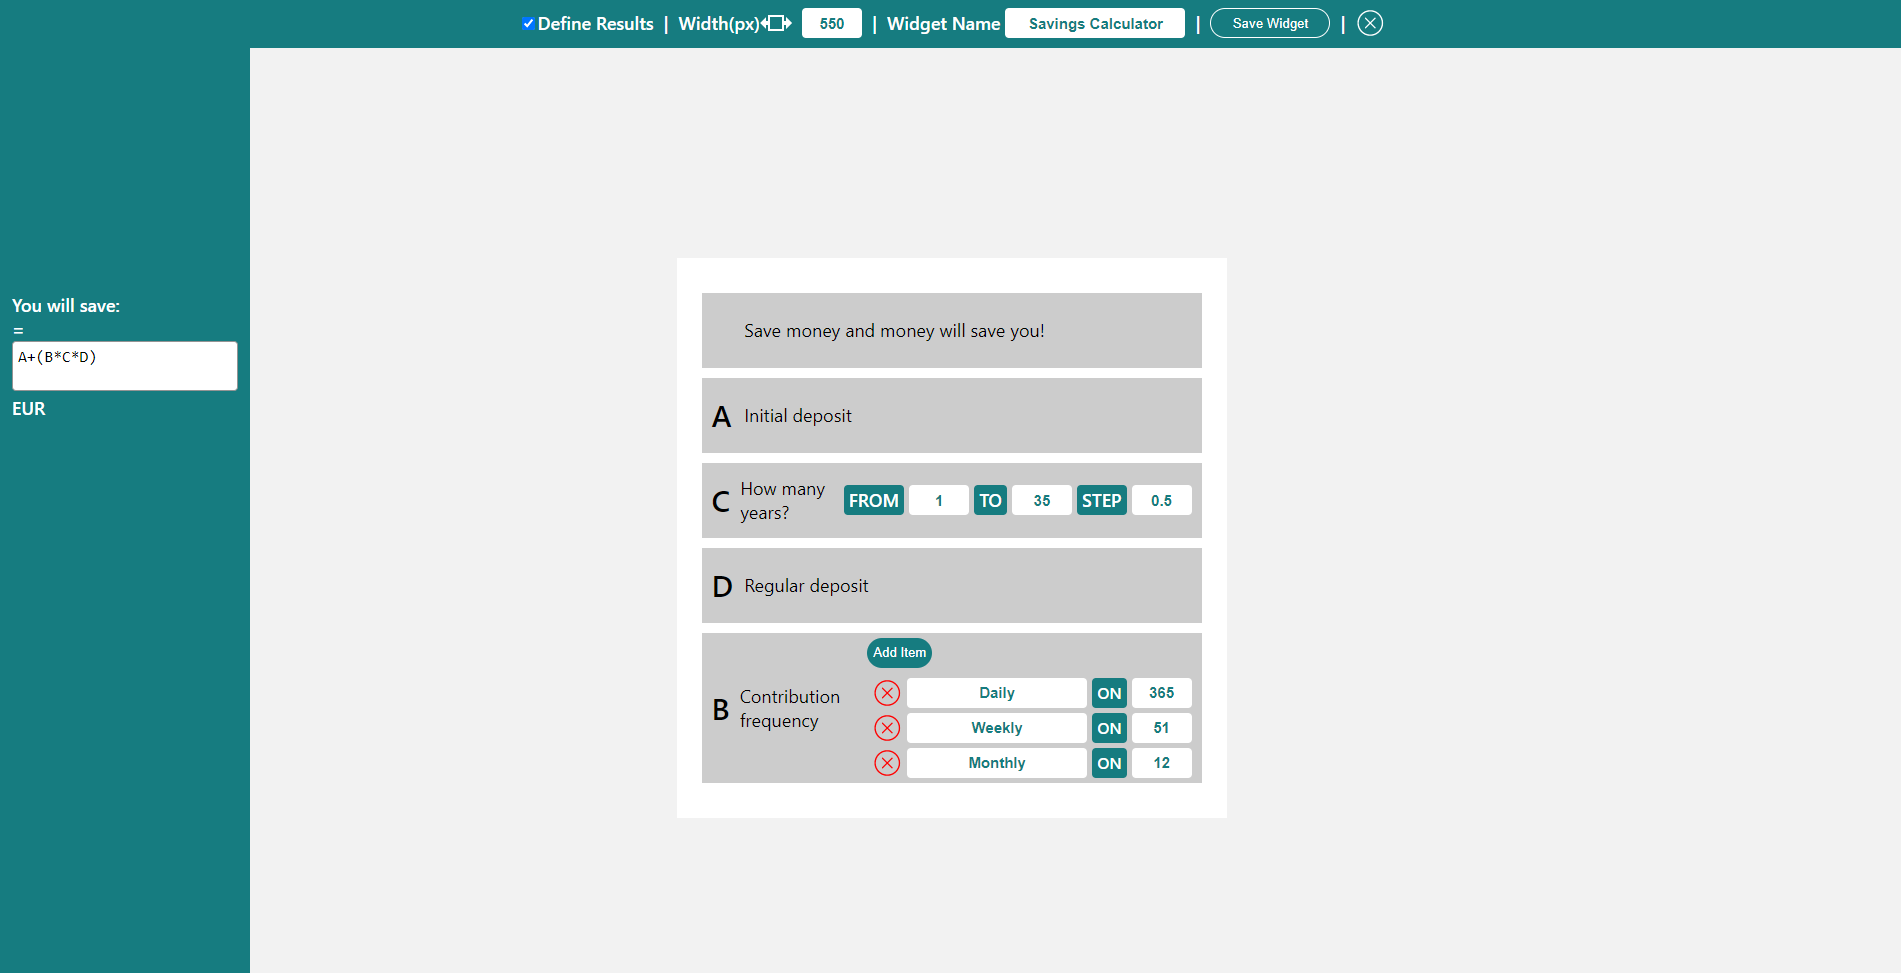 Define Results | Width(px) 550 | Widget Name Savings Calculator | Save Widget |
You will save:
=
A+(B*C*D)
EUR
Save money and money will save you!
A Initial deposit
C How many years? FROM 1 TO 35 STEP 0.5
D Regular deposit
B Contribution frequency
Add Item
Daily ON 365
Weekly ON 51
Monthly ON 12